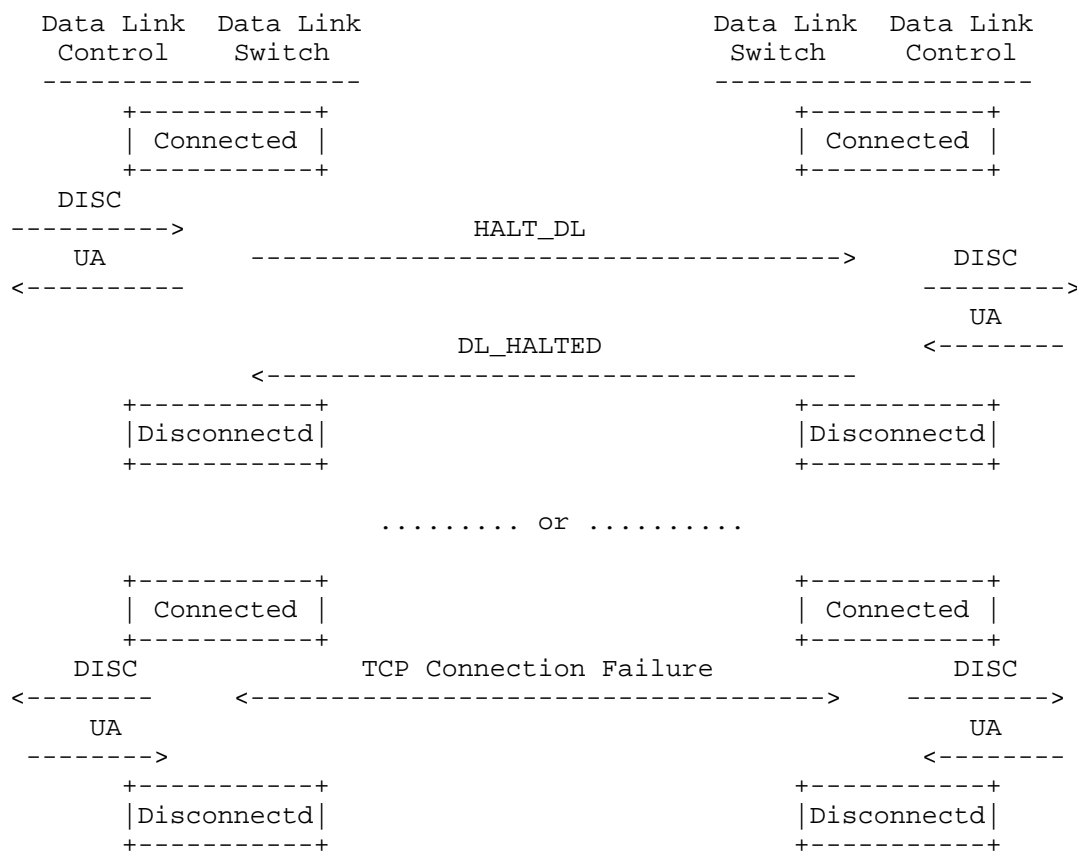 Data Link  Data Link                         Data Link  Data Link
Control    Switch                            Switch     Control
--------------------                         --------------------
+-----------+                             +-----------+
| Connected |                             | Connected |
+-----------+                             +-----------+
DISC
---------->                  HALT_DL
UA    ------------------------------------->      DISC
<----------                                              --------->
UA
DL_HALTED                    <--------
<-------------------------------------
+-----------+                             +-----------+
|Disconnectd|                             |Disconnectd|
+-----------+                             +-----------+
......... or ..........
+-----------+                             +-----------+
| Connected |                             | Connected |
+-----------+                             +-----------+
DISC               TCP Connection Failure               DISC
<--------     <------------------------------------>    --------->
UA                                                     UA
-------->                                               <--------
+-----------+                             +-----------+
|Disconnectd|                             |Disconnectd|
+-----------+                             +-----------+